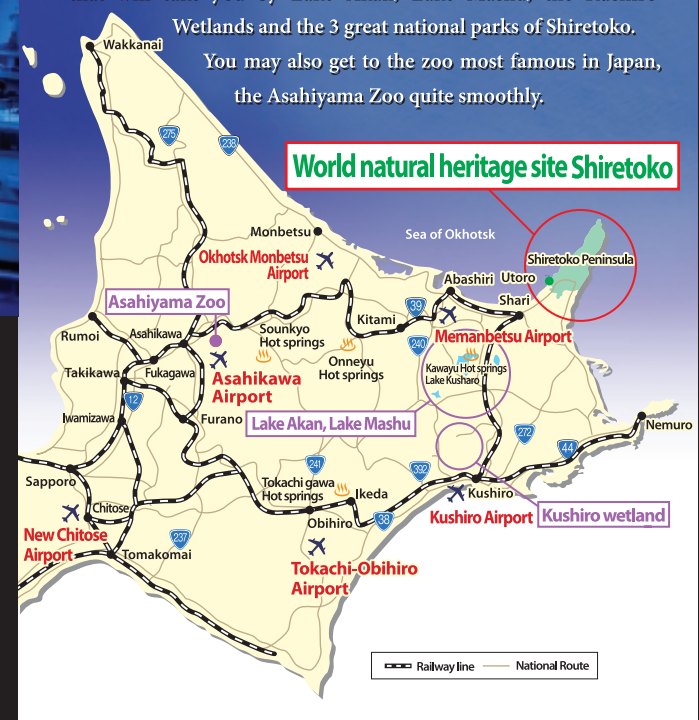 Wetlands and the 3 great national parks of Shiretoko.
You may also get to the zoo most famous in Japan,
the Asahiyama Zoo quite smoothly.
Wakkanai
275
238
World natural heritage site Shiretoko
Monbetsu
Sea of Okhotsk
Okhotsk Monbetsu
Airport
Shiretoko Peninsula
Abashiri
Utoro
Shari
Asahiyama Zoo
39
Kitami
Memanbetsu Airport
Rumoi
Asahikawa
Sounkyo
Hot springs
240
Onneyu
Hot springs
Kawayu Hot springs
Lake Kusharo
Takikawa
Fukagawa
Asahikawa
Airport
12
Iwamizawa
Furano
Lake Akan, Lake Mashu
Nemuro
272
44
241
392
Sapporo
Tokachi gawa
Hot springs
Ikeda
Kushiro
Chitose
Obihiro
38
Kushiro Airport
Kushiro wetland
New Chitose
Airport
237
Tomakomai
Tokachi-Obihiro
Airport
Railway line
National Route